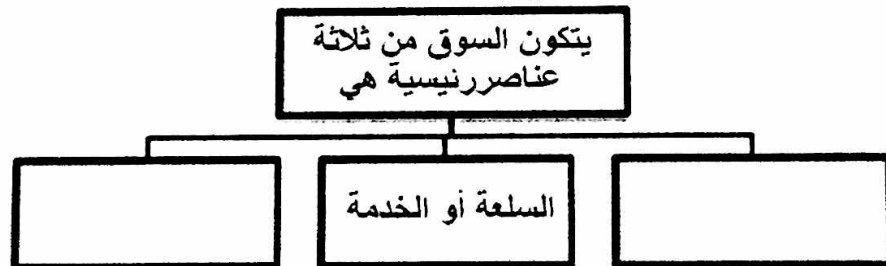 يتكون السوق من ثلاثة
عناصررئيسية هي
السلعة أو الخدمة